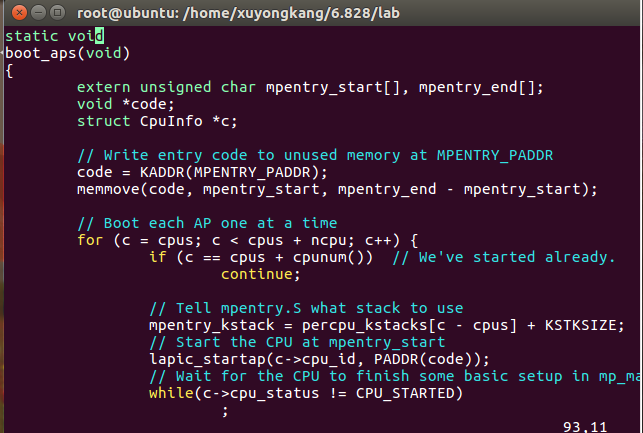 root@ubuntu: /home/xuyongkang/6.828/lab
static void
boot_aps(void)
{
        extern unsigned char mpentry_start[], mpentry_end[];
        void *code;
        struct CpuInfo *c;
        // Write entry code to unused memory at MPENTRY_PADDR
        code = KADDR(MPENTRY_PADDR);
        memmove(code, mpentry_start, mpentry_end - mpentry_start);
        // Boot each AP one at a time
        for (c = cpus; c < cpus + ncpu; c++) {
                if (c == cpus + cpunum())  // We've started already.
                        continue;
                // Tell mpentry.S what stack to use
                mpentry_kstack = percpu_kstacks[c - cpus] + KSTKSIZE;
                // Start the CPU at mpentry_start
                lapic_startap(c->cpu_id, PADDR(code));
                // Wait for the CPU to finish some basic setup in mp_ma
                while(c->cpu_status != CPU_STARTED)
                        ;
93,11